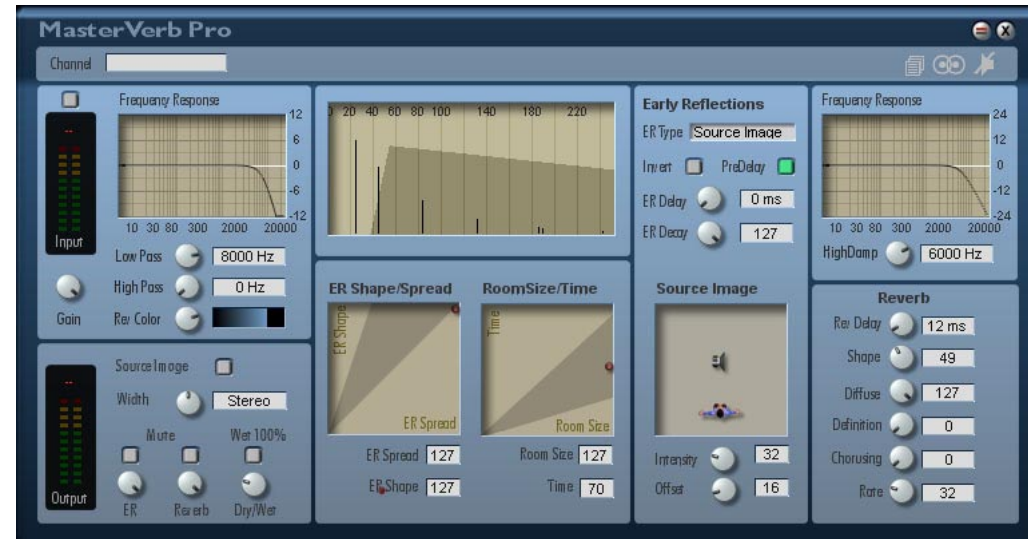 MasterVerb Pro
Channel
Frequency Response
12
6
0
-6
-12
10 30 80 300 2000 20000
Input
Low Pass 8000 Hz
High Pass 0 Hz
Gain
Rev Color
0 20 40 60 80 100 140 180 220
Early Reflections
ER Type Source Image
Invert PreDelay
ER Delay 0 ms
ER Decay 127
Frequency Response
24
12
0
-12
-24
10 30 80 300 2000 20000
HighDamp 6000 Hz
Source Image
Width Stereo
Mute Wet 100%
Output
ER Reverb Dry/Wet
ER Shape/Spread
ER Shape
ER Spread
ER Spread 127
ER Shape 127
RoomSize/Time
Time
Room Size
Room Size 127
Time 70
Source Image
Intensity 32
Offset 16
Reverb
Rev Delay 12 ms
Shape 49
Diffuse 127
Definition 0
Chorusing 0
Rate 32